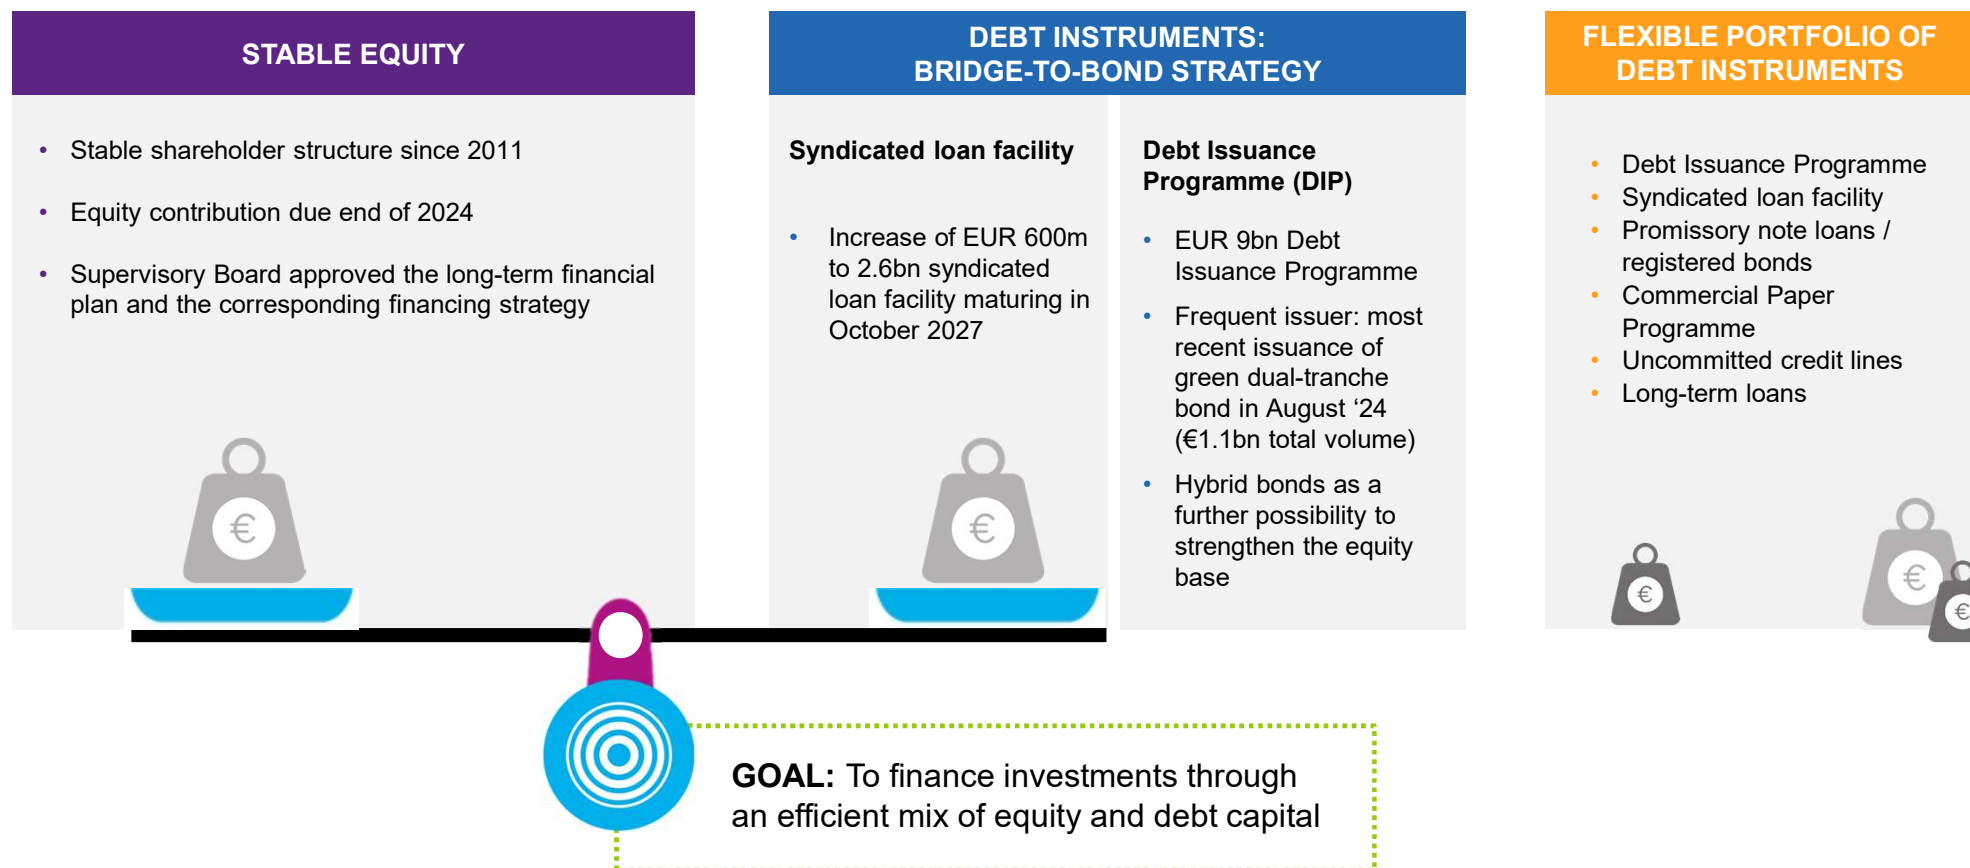 STABLE EQUITY
• Stable shareholder structure since 2011
• Equity contribution due end of 2024
• Supervisory Board approved the long-term financial
plan and the corresponding financing strategy
€
DEBT INSTRUMENTS:
BRIDGE-TO-BOND STRATEGY
Syndicated loan facility
• Increase of EUR 600m
to 2.6bn syndicated
loan facility maturing in
October 2027
€
Debt Issuance
Programme (DIP)
• EUR 9bn Debt
Issuance Programme
• Frequent issuer: most
recent issuance of
green dual-tranche
bond in August ‘24
(€1.1bn total volume)
• Hybrid bonds as a
further possibility to
strengthen the equity
base
FLEXIBLE PORTFOLIO OF
DEBT INSTRUMENTS
• Debt Issuance Programme
• Syndicated loan facility
• Promissory note loans /
registered bonds
• Commercial Paper
Programme
• Uncommitted credit lines
• Long-term loans
€
€
€
GOAL: To finance investments through
an efficient mix of equity and debt capital